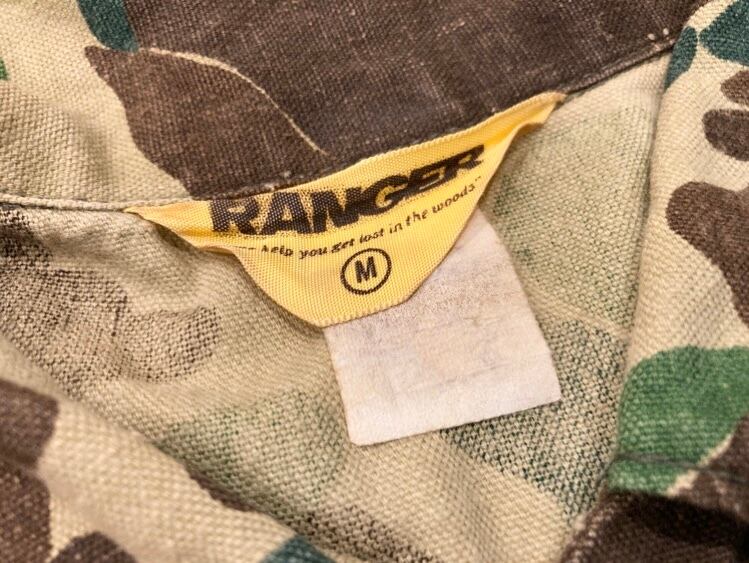 RANGER
help you get lost in the woods"
M